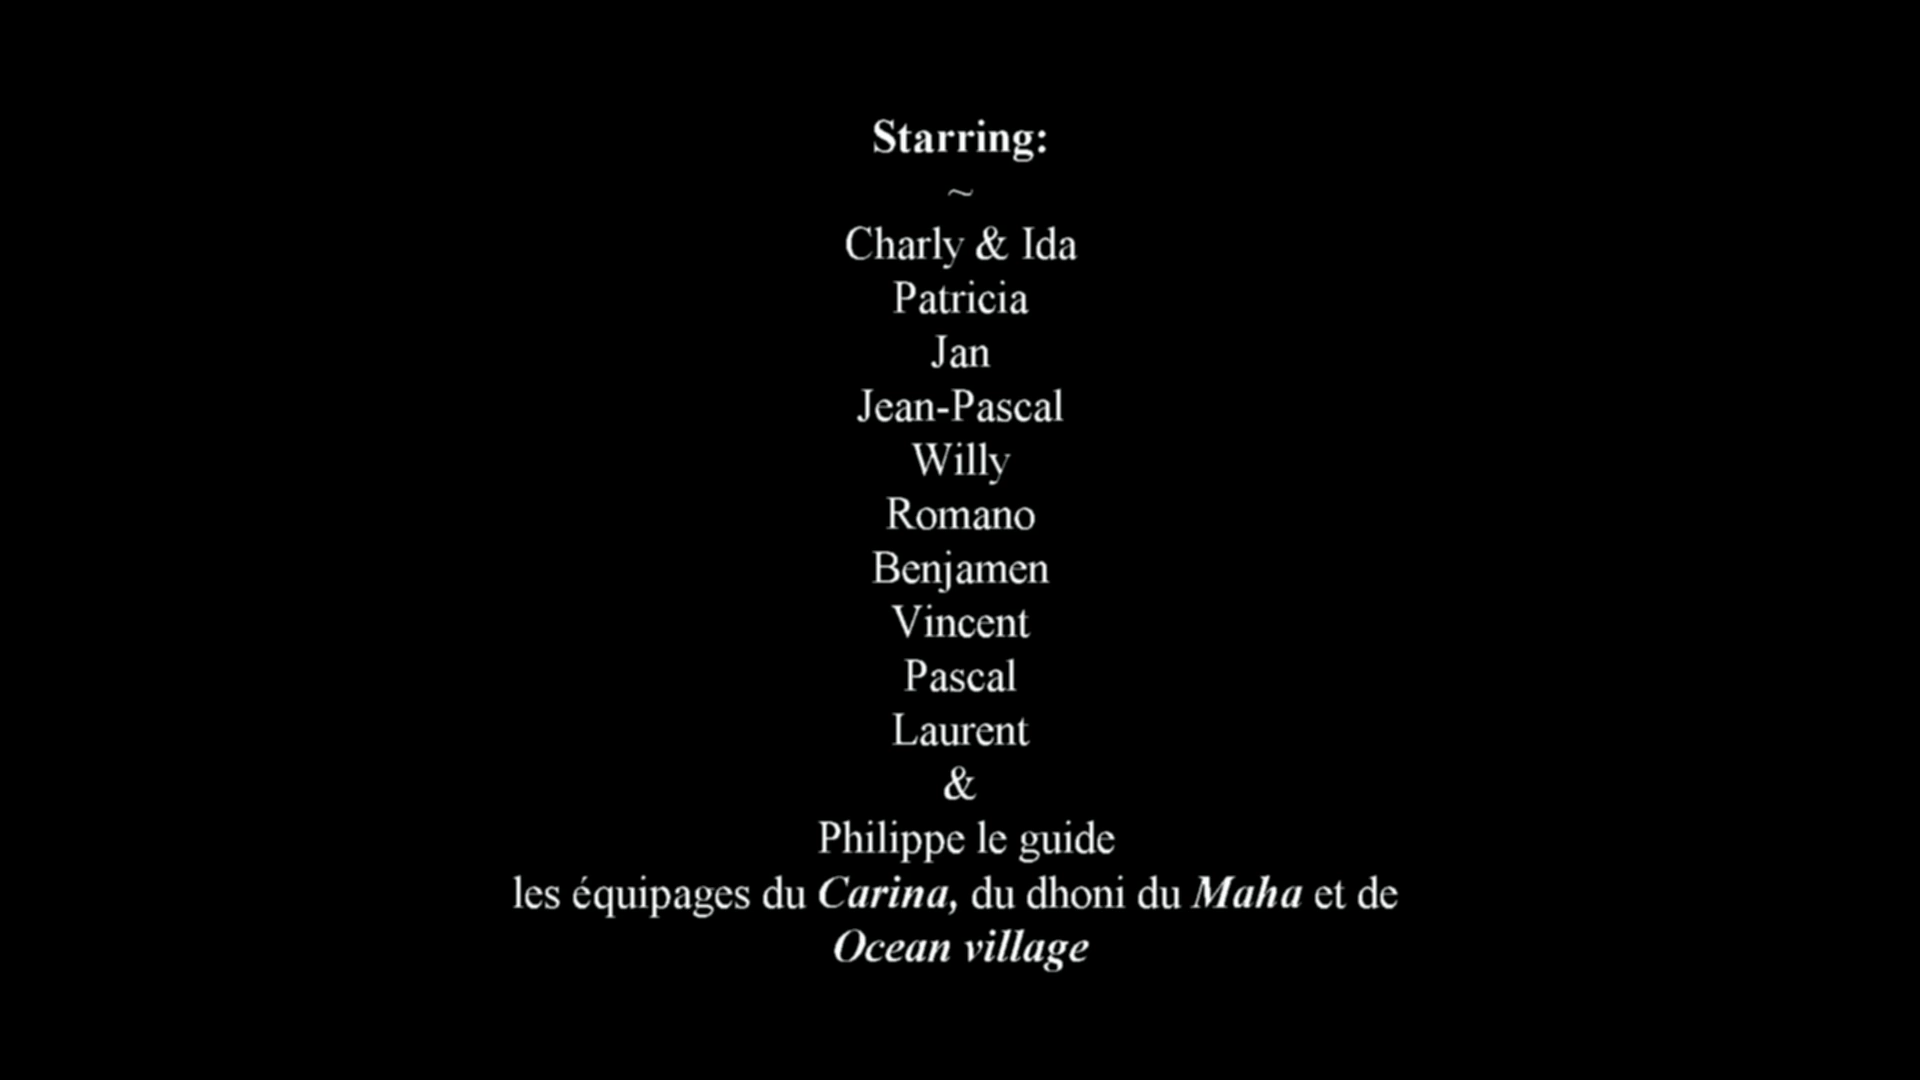 Starring:
~
Charly & Ida
Patricia
Jan
Jean-Pascal
Willy
Romano
Benjamen
Vincent
Pascal
Laurent
&
Philippe le guide
les équipages du Carina, du dhoni du Maha et de
Ocean village